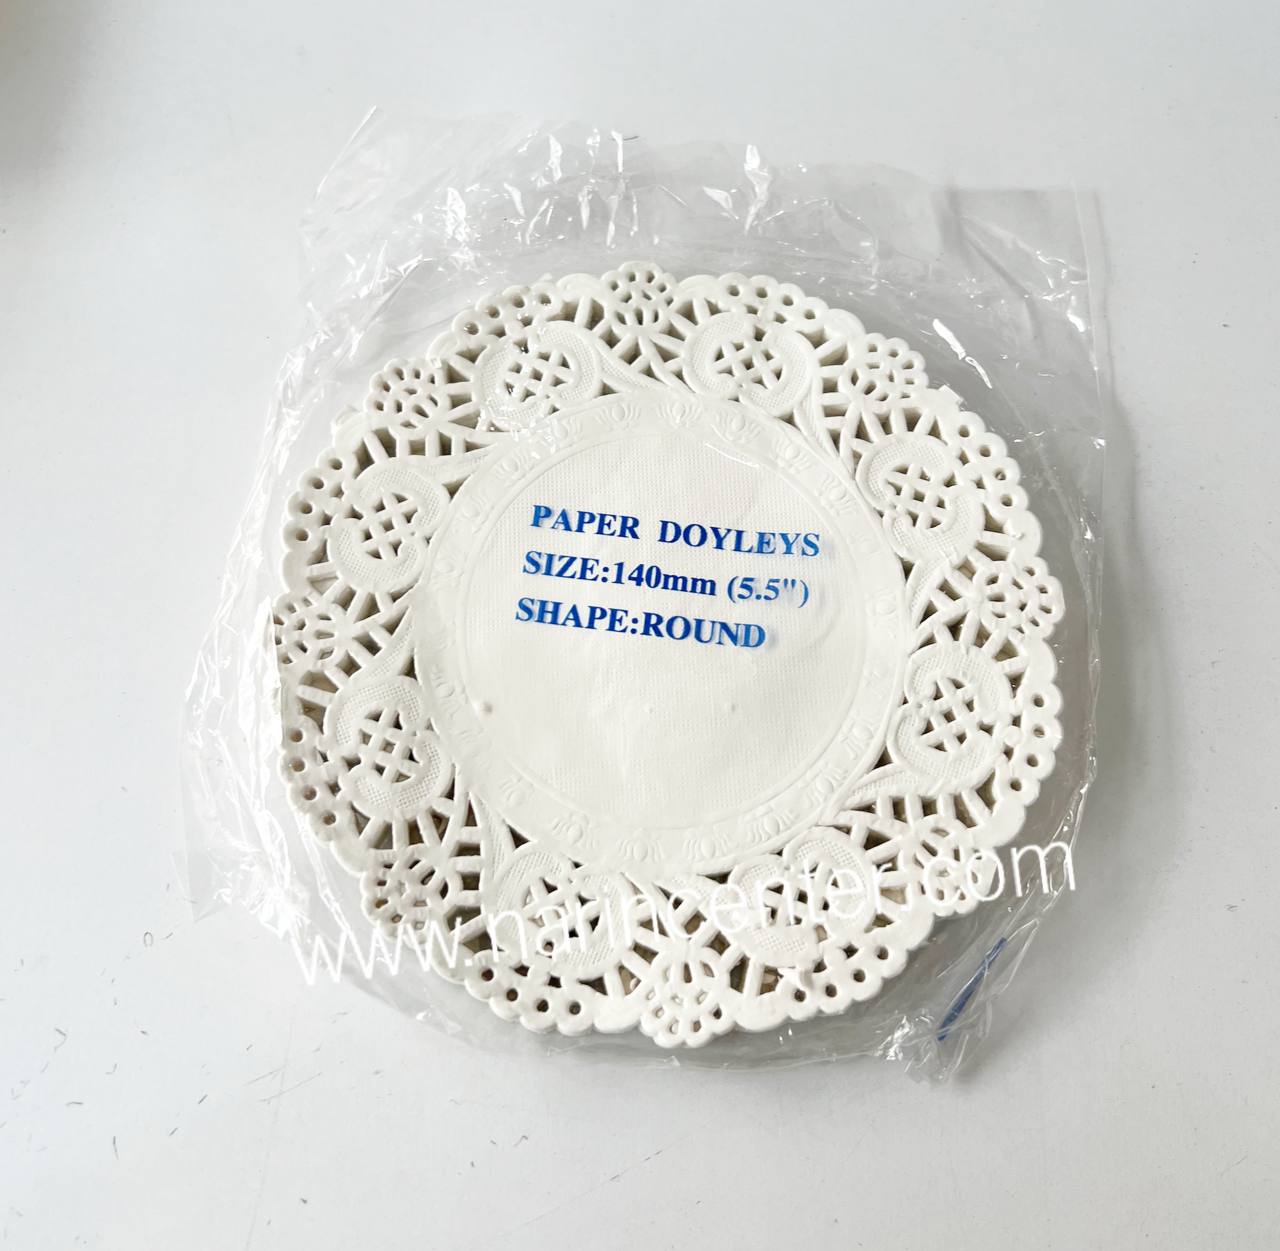 PAPER DOYLEYS
SIZE:140mm (5.5")
SHAPE:ROUND
www.narincenter.com